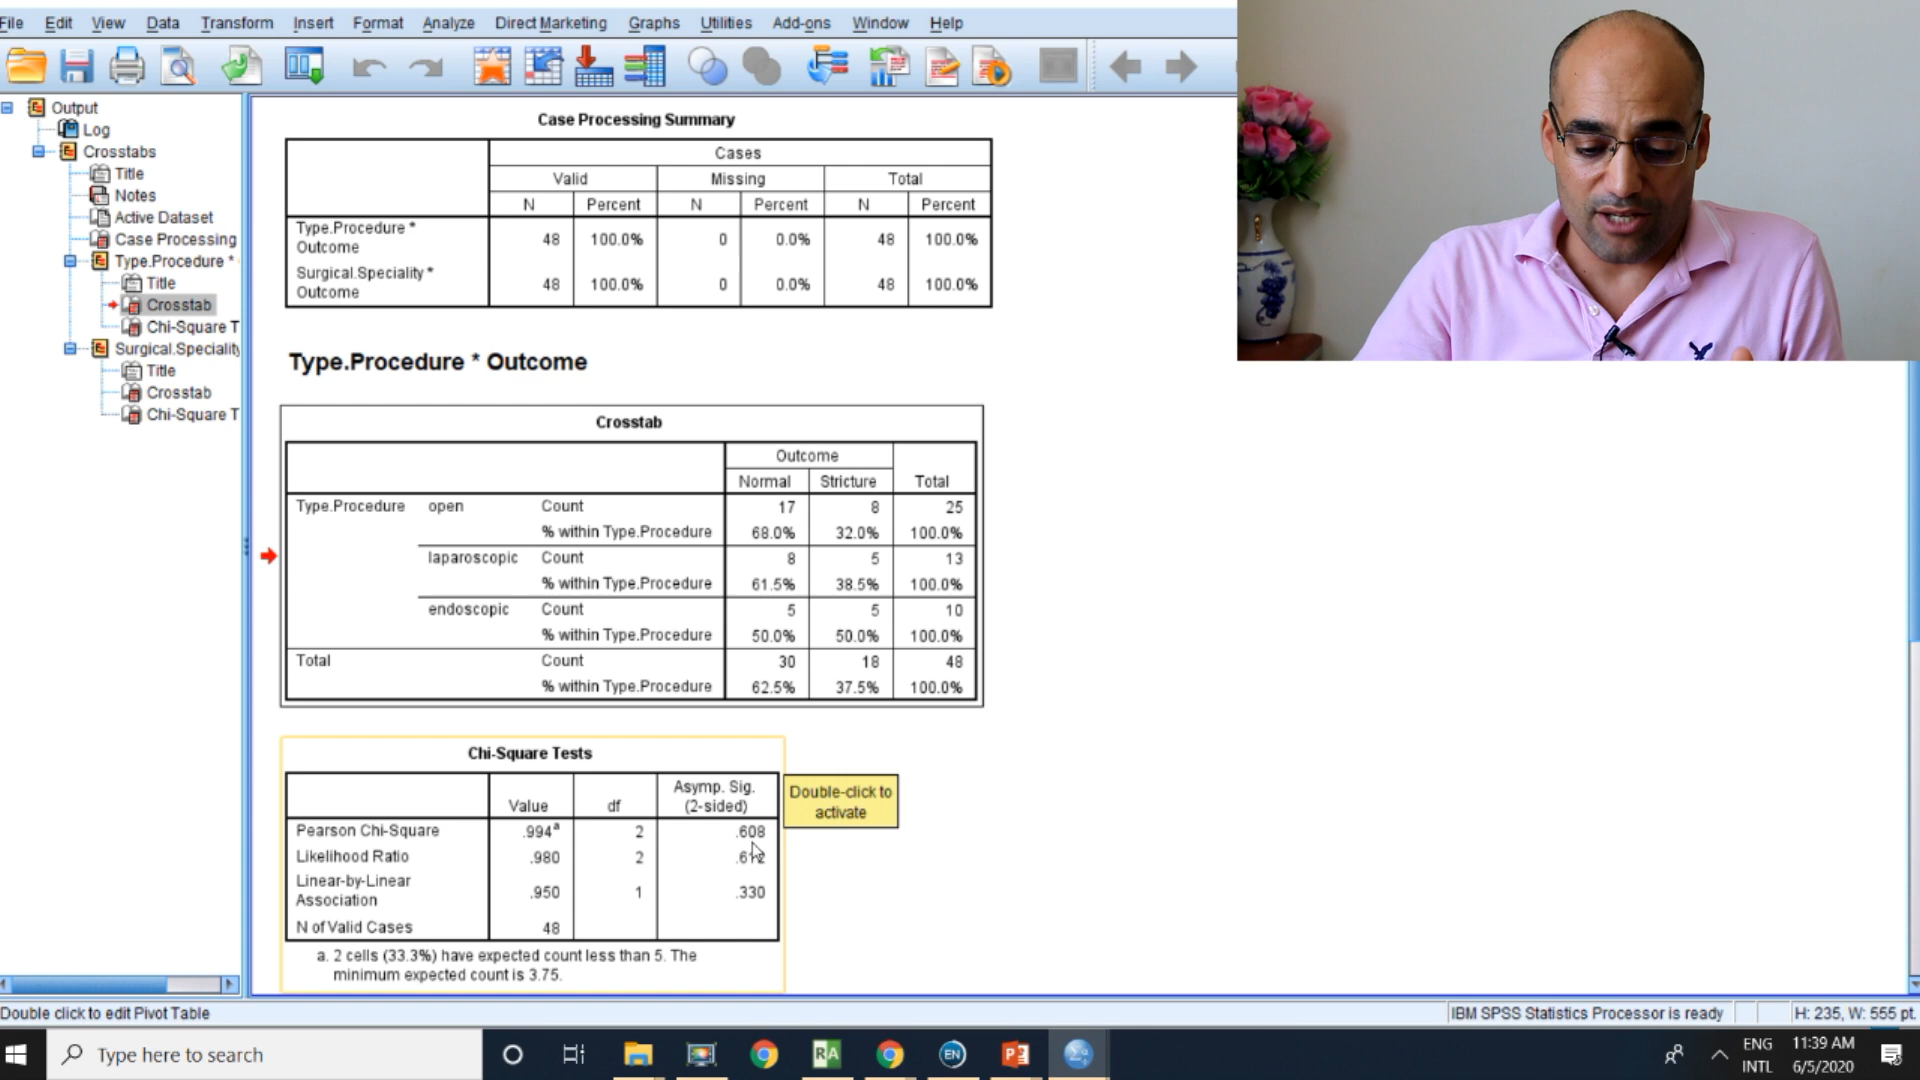 File Edit View Data Transform Insert Format Analyze Direct Marketing Graphs Utilities Add-ons Window Help
Output
Log
Crosstabs
Title
Notes
Active Dataset
Case Processing
Type.Procedure *
Title
Crosstab
Chi-Square T
Surgical.Speciality
Title
Crosstab
Chi-Square T
Case Processing Summary
Cases
Valid Missing Total
N Percent N Percent N Percent
Type.Procedure *
Outcome 48 100.0% 0 0.0% 48 100.0%
Surgical.Speciality *
Outcome 48 100.0% 0 0.0% 48 100.0%
Type.Procedure * Outcome
Crosstab
Outcome
Normal Stricture Total
Type.Procedure open Count 17 8 25
% within Type.Procedure 68.0% 32.0% 100.0%
laparoscopic Count 8 5 13
% within Type.Procedure 61.5% 38.5% 100.0%
endoscopic Count 5 5 10
% within Type.Procedure 50.0% 50.0% 100.0%
Total Count 30 18 48
% within Type.Procedure 62.5% 37.5% 100.0%
Chi-Square Tests
Value df Asymp. Sig.
(2-sided)
Pearson Chi-Square .994a 2 .608
Likelihood Ratio .980 2
Linear-by-Linear
Association .950 1 .330
N of Valid Cases 48
a. 2 cells (33.3%) have expected count less than 5. The
minimum expected count is 3.75.
Double-click to
activate
Double click to edit Pivot Table
IBM SPSS Statistics Processor is ready
H: 235, W: 555 pt.
Type here to search
RA
EN
ENG
INTL
11:39 AM
6/5/2020